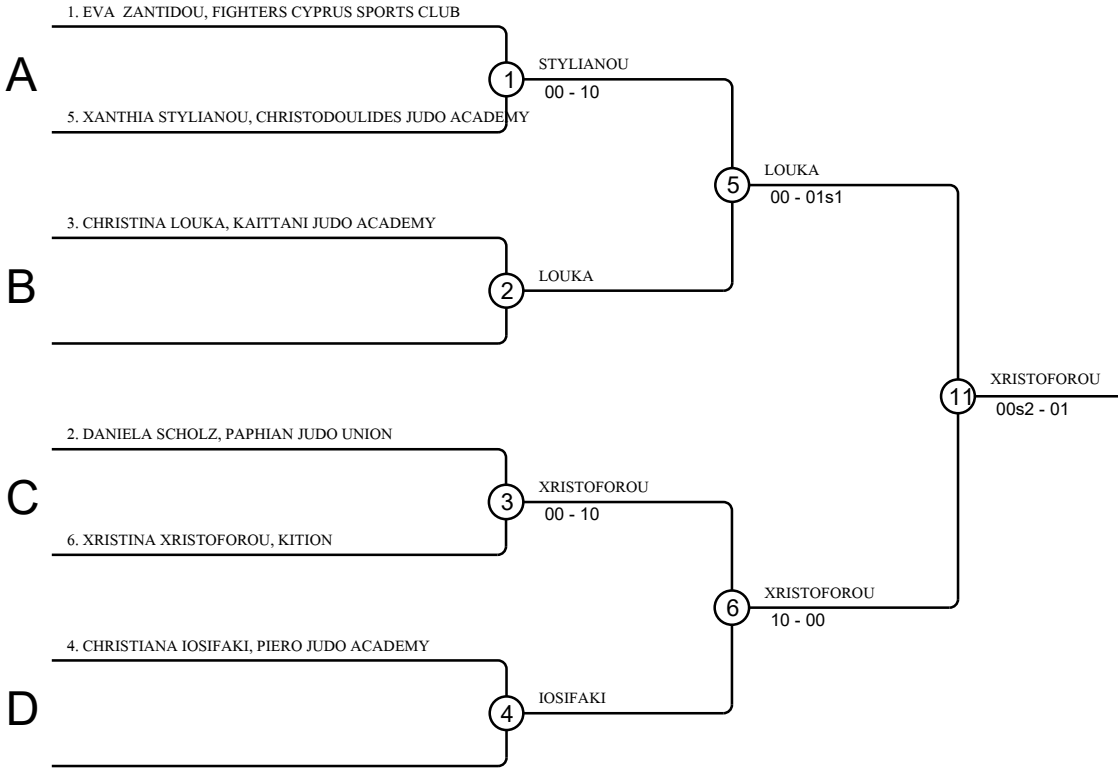 1. EVA  ZANTIDOU, FIGHTERS CYPRUS SPORTS CLUB
A
1
STYLIANOU
00 - 10
5. XANTHIA STYLIANOU, CHRISTODOULIDES JUDO ACADEMY
5
LOUKA
00 - 01s1
3. CHRISTINA LOUKA, KAITTANI JUDO ACADEMY
B
2
LOUKA
11
XRISTOFOROU
00s2 - 01
2. DANIELA SCHOLZ, PAPHIAN JUDO UNION
C
3
XRISTOFOROU
00 - 10
6. XRISTINA XRISTOFOROU, KITION
6
XRISTOFOROU
10 - 00
4. CHRISTIANA IOSIFAKI, PIERO JUDO ACADEMY
D
4
IOSIFAKI